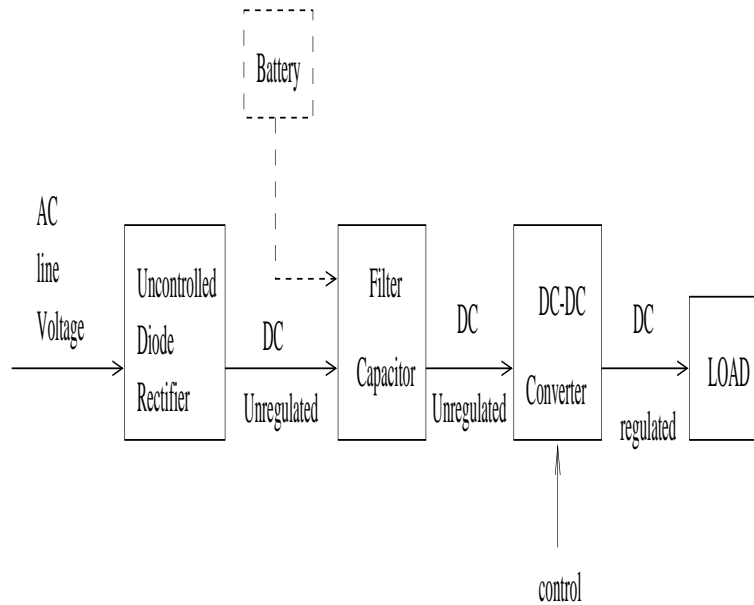 Battery
AC
line
Voltage
Uncontrolled
Diode
Rectifier
DC
Unregulated
Filter
Capacitor
DC
Unregulated
DC-DC
Converter
DC
regulated
LOAD
control